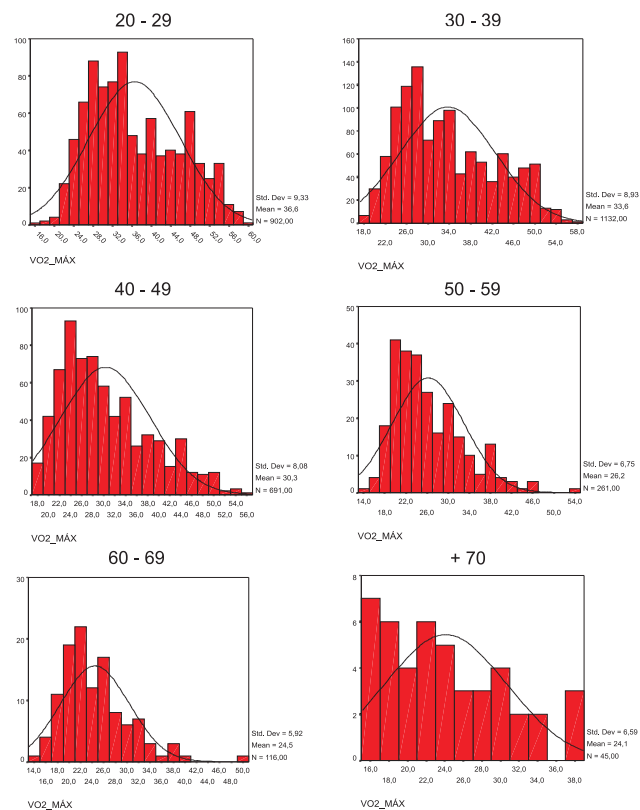 20 - 29
100
80
60
40
20
0
16,0 20,0 24,0 28,0 32,0 36,0 40,0 44,0 48,0 52,0 56,0 60,0
VO2_MÁX
Std. Dev = 9,33
Mean = 36,6
N = 902,00
30 - 39
160
140
120
100
80
60
40
20
0
18,0 22,0 26,0 30,0 34,0 38,0 42,0 46,0 50,0 54,0 58,0
VO2_MÁX
Std. Dev = 8,93
Mean = 33,6
N = 1132,00
40 - 49
100
80
60
40
20
0
18,0 22,0 26,0 30,0 34,0 38,0 42,0 46,0 50,0 54,0
20,0 24,0 28,0 32,0 36,0 40,0 44,0 48,0 52,0 56,0
VO2_MÁX
Std. Dev = 8,08
Mean = 30,3
N = 691,00
50 - 59
50
40
30
20
10
0
14,0 18,0 22,0 26,0 30,0 34,0 38,0 42,0 46,0 50,0 54,0
VO2_MÁX
Std. Dev = 6,75
Mean = 26,2
N = 261,00
60 - 69
30
20
10
0
14,0 18,0 22,0 26,0 30,0 34,0 38,0 42,0 46,0 50,0
16,0 20,0 24,0 28,0 32,0 36,0 40,0 44,0 48,0
VO2_MÁX
Std. Dev = 5,92
Mean = 24,5
N = 116,00
+ 70
8
6
4
2
0
16,0 20,0 24,0 28,0 32,0 36,0
18,0 22,0 26,0 30,0 34,0 38,0
VO2_MÁX
Std. Dev = 6,59
Mean = 24,1
N = 45,00